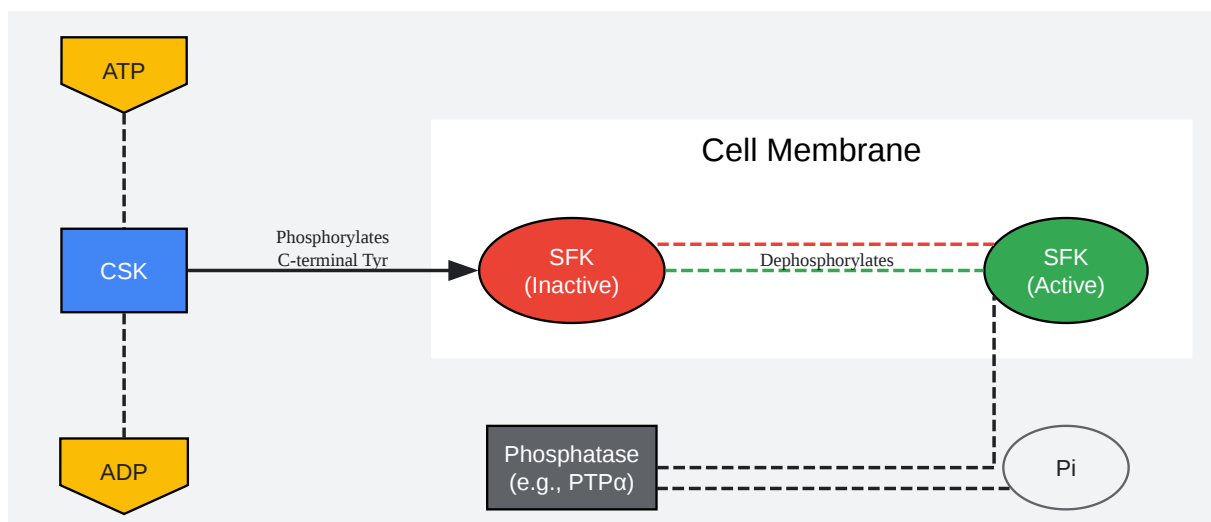 ATP
Cell Membrane
Phosphorylates
C-terminal Tyr
CSK
SFK
(Inactive)
Dephosphorylates
SFK
(Active)
ADP
Phosphatase
(e.g., PTPα)
Pi